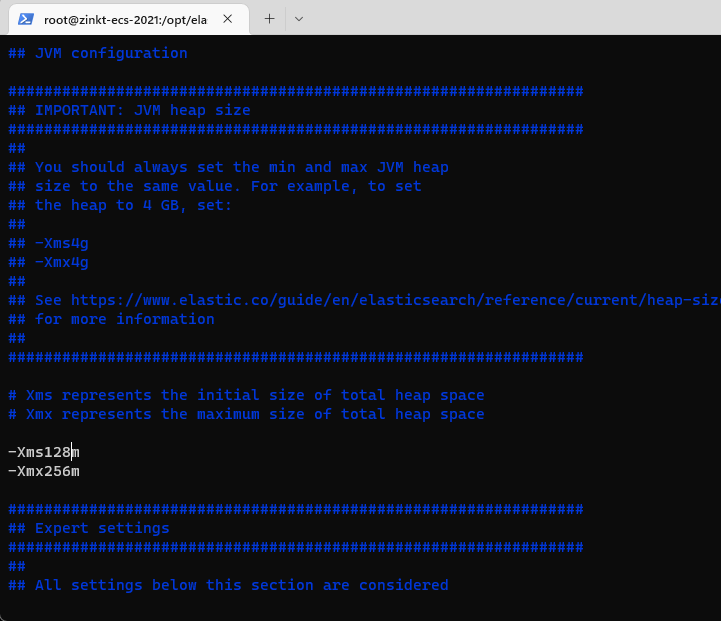 root@zinkt-ecs-2021:/opt/ela
## JVM configuration
################################################################
## IMPORTANT: JVM heap size
################################################################
##
## You should always set the min and max JVM heap
## size to the same value. For example, to set
## the heap to 4 GB, set:
##
## -Xms4g
## -Xmx4g
##
## See https://www.elastic.co/guide/en/elasticsearch/reference/current/heap-siz
## for more information
##
################################################################
# Xms represents the initial size of total heap space
# Xmx represents the maximum size of total heap space
-Xms128m
-Xmx256m
################################################################
## Expert settings
################################################################
##
## All settings below this section are considered